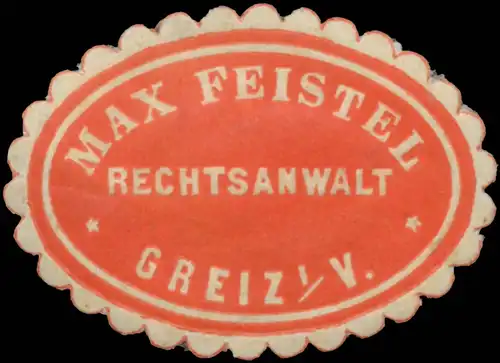 MAX FEISTEL
RECHTSANWALT
GREIZ i/V.